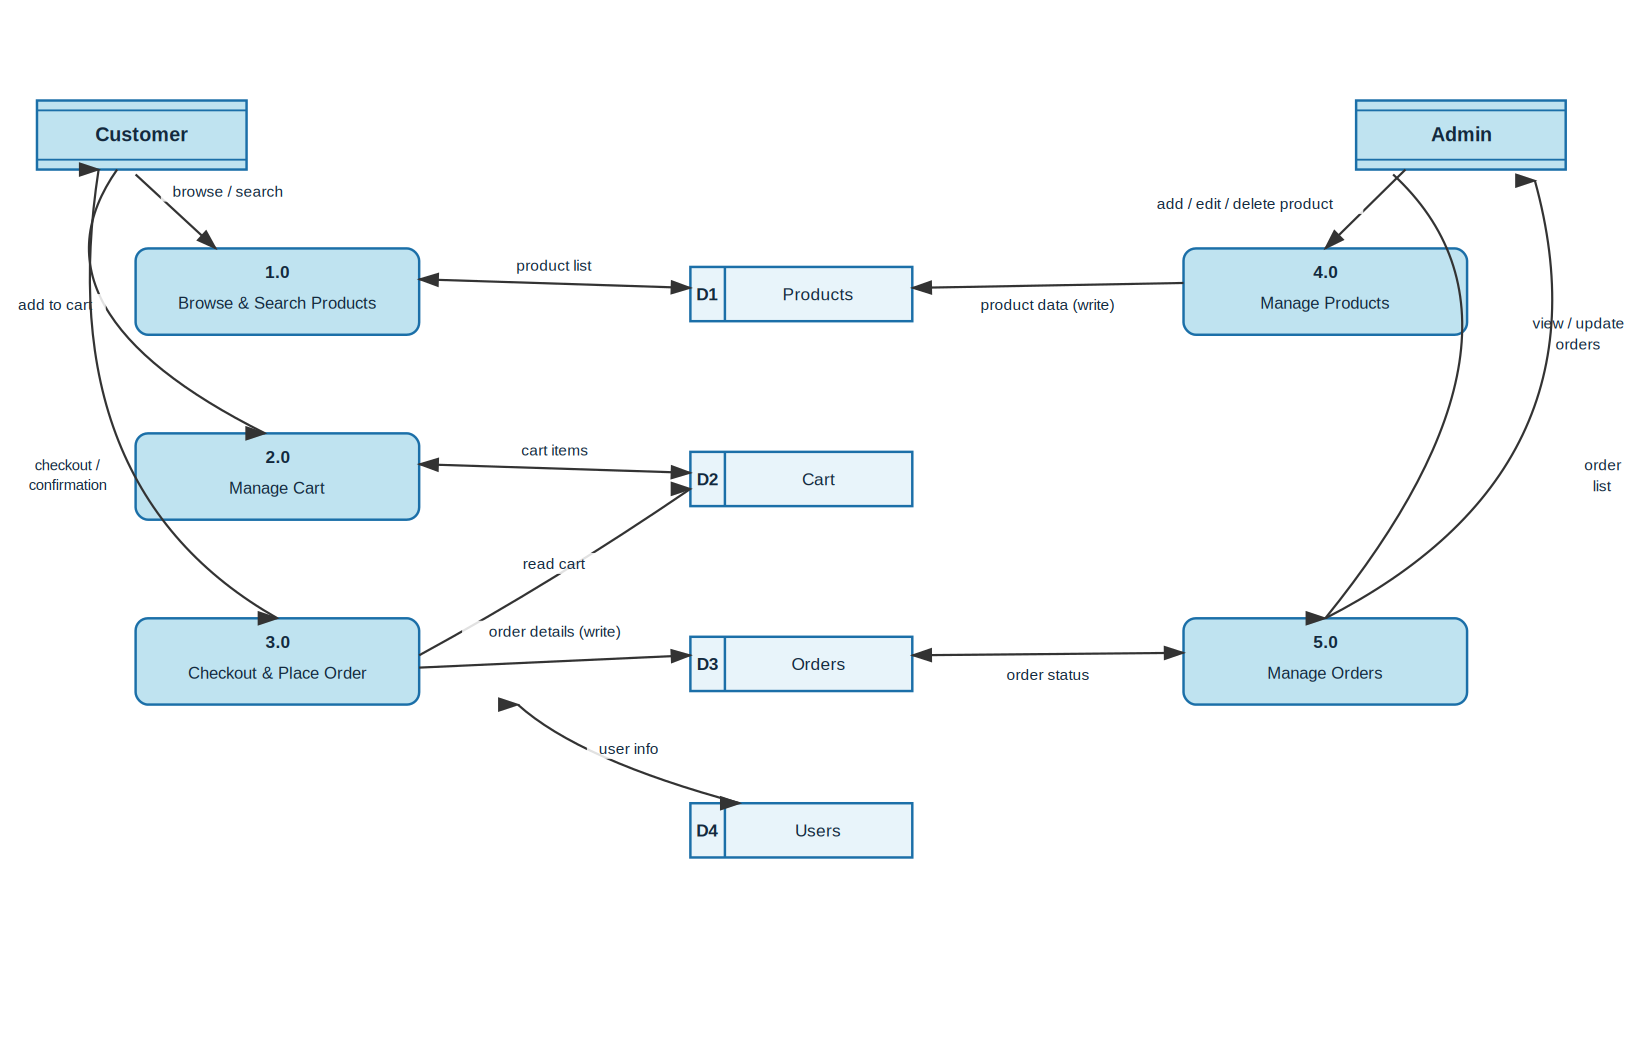 Customer
Admin
browse / search
add / edit / delete product
1.0
Browse & Search Products
product list
D1
Products
product data (write)
4.0
Manage Products
add to cart
view / update
orders
2.0
Manage Cart
cart items
D2
Cart
checkout /
confirmation
order
list
read cart
3.0
Checkout & Place Order
order details (write)
D3
Orders
order status
5.0
Manage Orders
user info
D4
Users